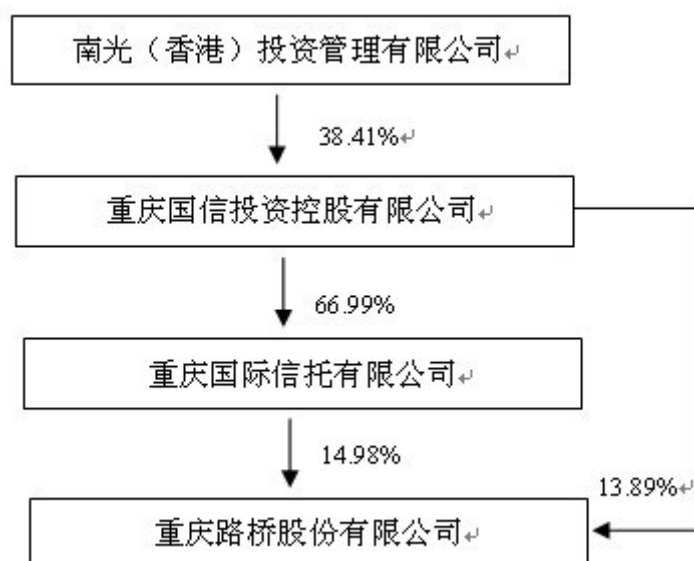 南光（香港）投资管理有限公司
38.41%
重庆国信投资控股有限公司
66.99%
重庆国际信托有限公司
14.98%
13.89%
重庆路桥股份有限公司